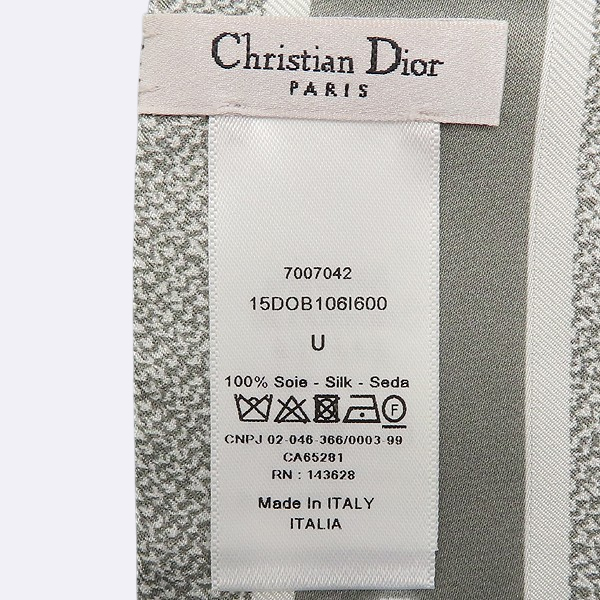 Christian Dior
PARIS
7007042
15DOB106I600
U
100% Soie - Silk - Seda
F
CNPJ 02-046-366/0003-99
CA65281
RN : 143628
Made In ITALY
ITALIA